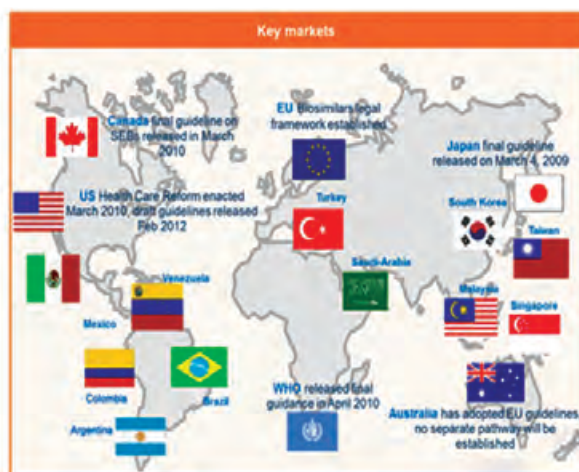 Key markets
Canada final guideline on
SEBs released in March
2010
EU Biosimilars legal
framework established
Japan final guideline
released on March 4, 2009
US Health Care Reform enacted
March 2010, draft guidelines released
Feb 2012
Turkey
South Korea
Taiwan
Saudi-Arabia
Venezuela
Malaysia
Singapore
Mexico
Colombia
Brazil
WHO released final
guidance in April 2010
Australia has adopted EU guidelines
no separate pathway will be
established
Argentina